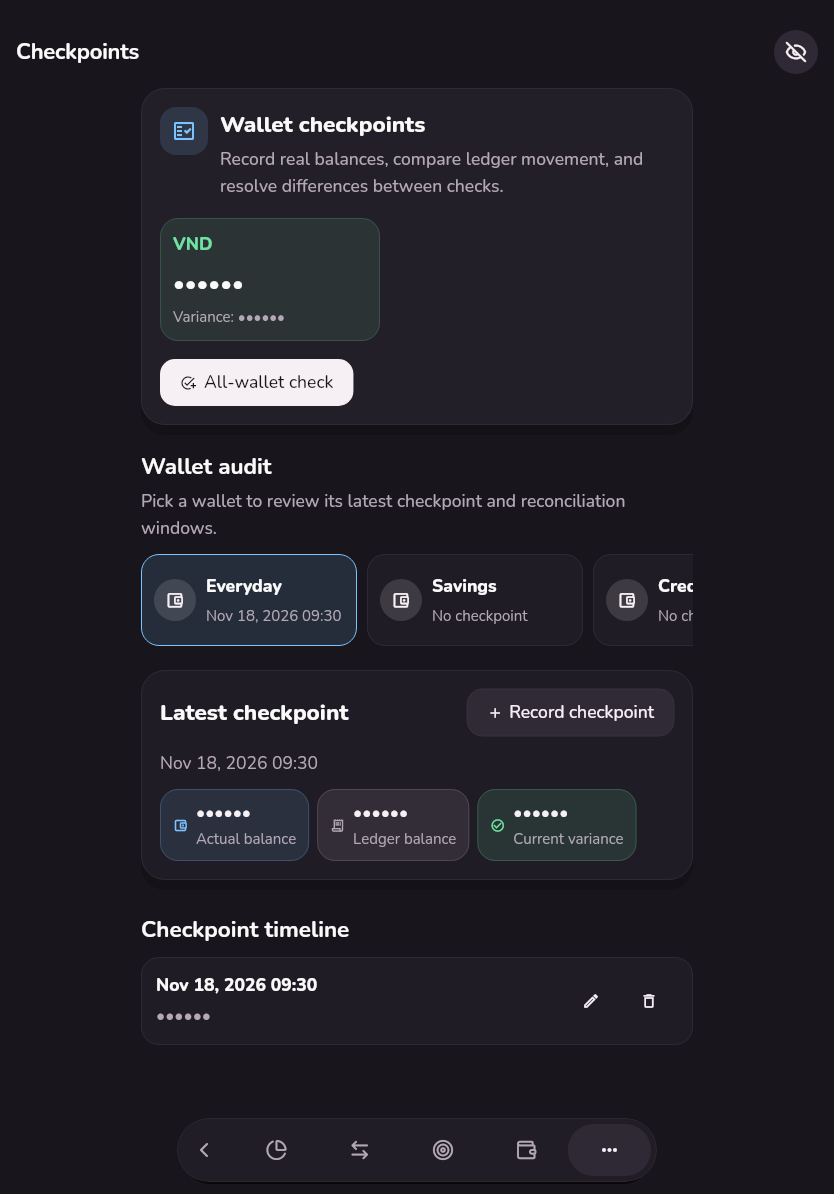 Checkpoints
Wallet checkpoints
Record real balances, compare ledger movement, and
resolve differences between checks.
VND
●●●●●●
Variance: ●●●●●●
All-wallet check
Wallet audit
Pick a wallet to review its latest checkpoint and reconciliation
windows.
Everyday
Nov 18, 2026 09:30
Savings
No checkpoint
Latest checkpoint
+ Record checkpoint
Nov 18, 2026 09:30
●●●●●●
Actual balance
●●●●●●
Ledger balance
●●●●●●
Current variance
Checkpoint timeline
Nov 18, 2026 09:30
●●●●●●